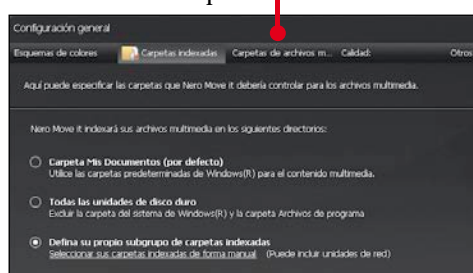 Configuración general
Esquemas de colores Carpetas indexadas Carpetas de archivos m... Calidad: Otros
Aquí puede especificar las carpetas que Nero Move it debería controlar para los archivos multimedia.
Nero Move it indexará sus archivos multimedia en los siguientes directorios:
Carpeta Mis Documentos (por defecto)
Utilice las carpetas predeterminadas de Windows(R) para el contenido multimedia.
Todas las unidades de disco duro
Excluir la carpeta del sistema de Windows(R) y la carpeta Archivos de programa
Defina su propio subgrupo de carpetas indexadas
Seleccionar sus carpetas indexadas de forma manual (Puede incluir unidades de red)